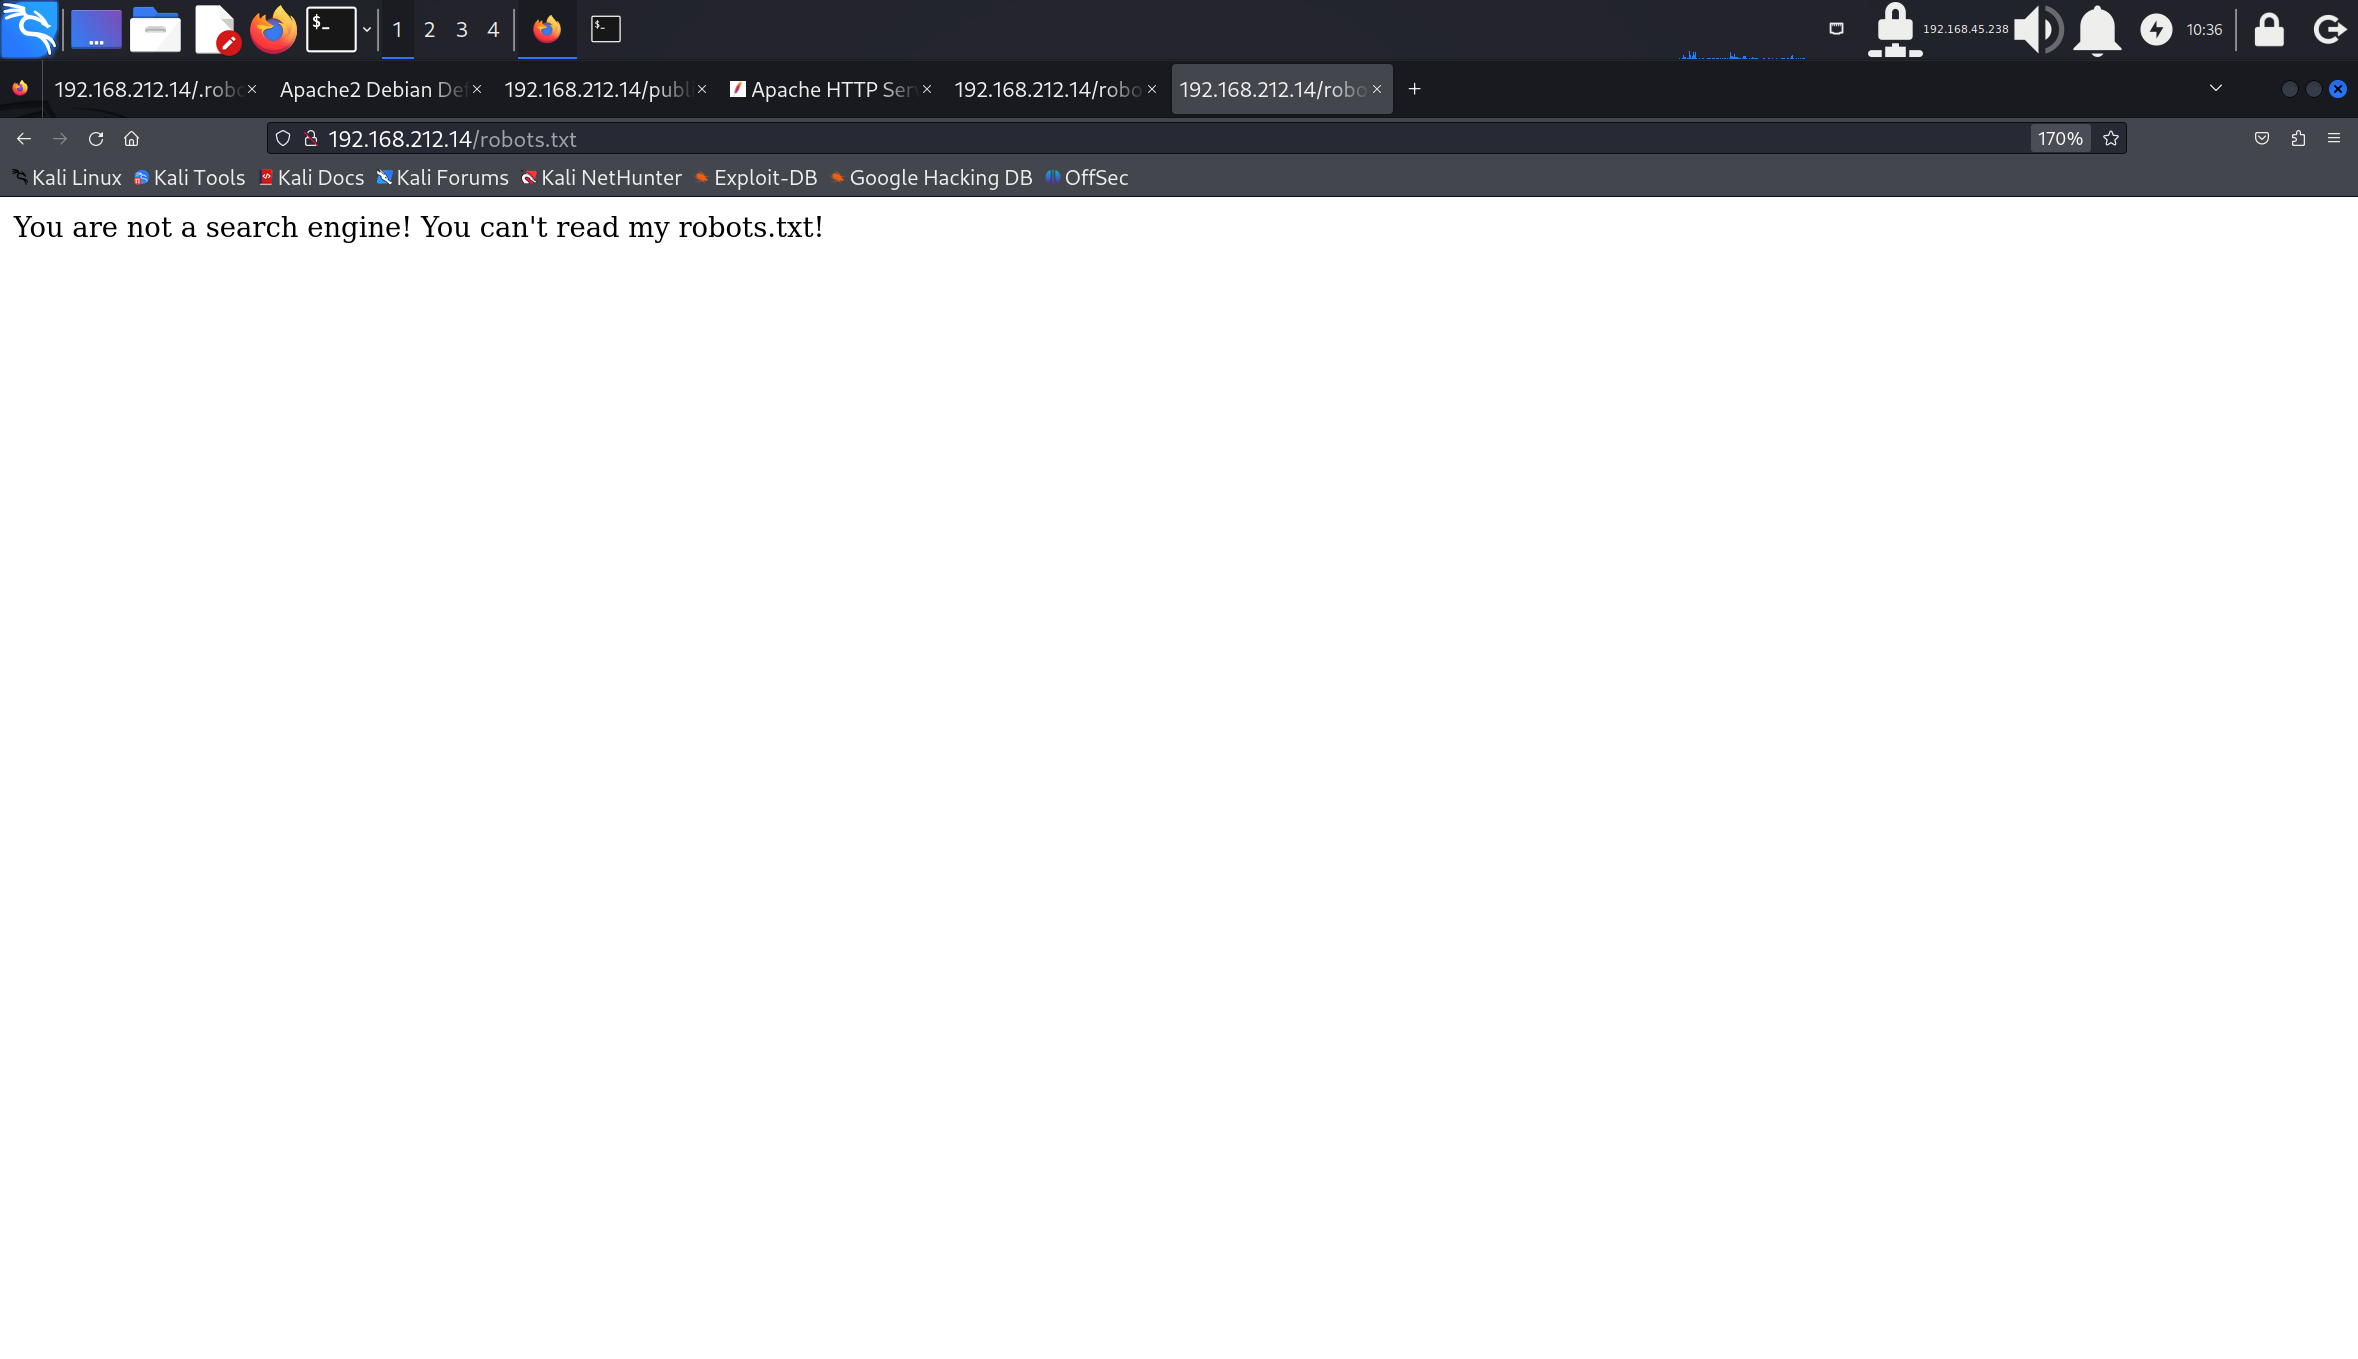 $_ 1 2 3 4 $_ 192.168.45.238 10:36
192.168.212.14/.robo Apache2 Debian De 192.168.212.14/publ Apache HTTP Ser 192.168.212.14/robo 192.168.212.14/robo
192.168.212.14/robots.txt 170%
Kali Linux Kali Tools Kali Docs Kali Forums Kali NetHunter Exploit-DB Google Hacking DB OffSec
You are not a search engine! You can't read my robots.txt!